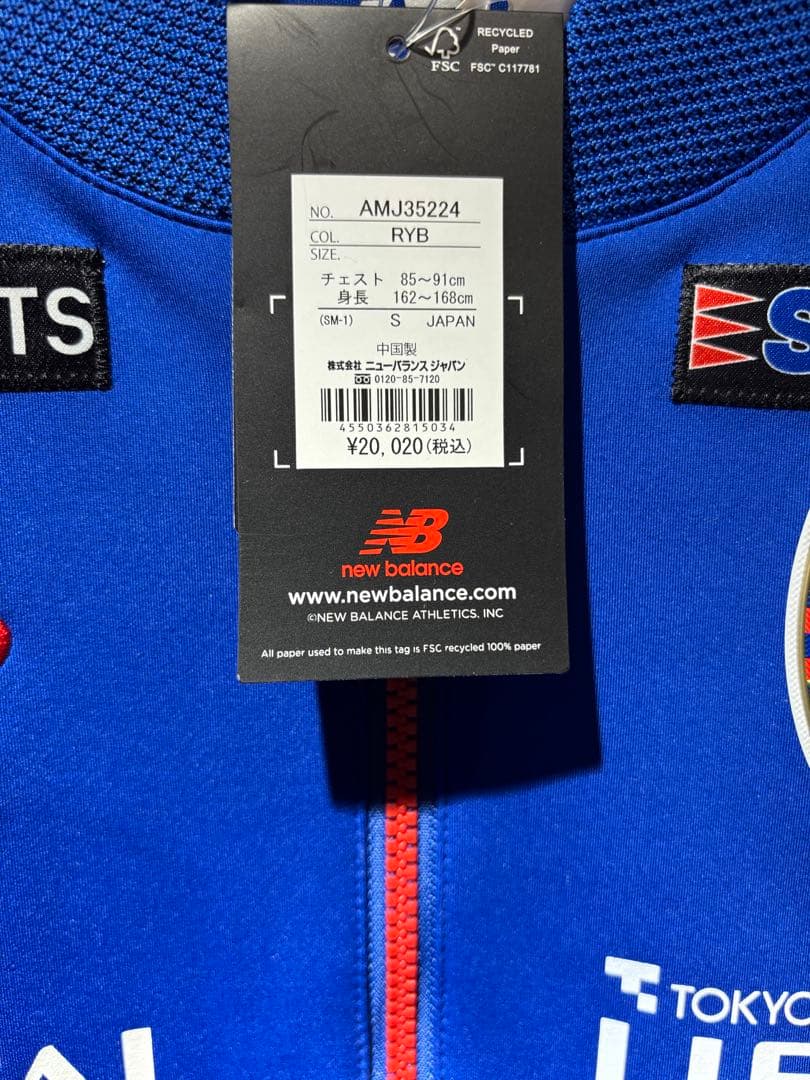 RECYCLED
Paper
FSC
FSC™ C117781
NO. AMJ35224
COL. RYB
SIZE.
チェスト 85～91cm
身長 162～168cm
(SM-1) S JAPAN
中国製
株式会社 ニューバランス ジャパン
0120-85-7120
4550362815034
¥20,020(税込)
TS
S
NB
new balance
www.newbalance.com
©NEW BALANCE ATHLETICS. INC
All paper used to make this tag is FSC recycled 100% paper
TOKYO